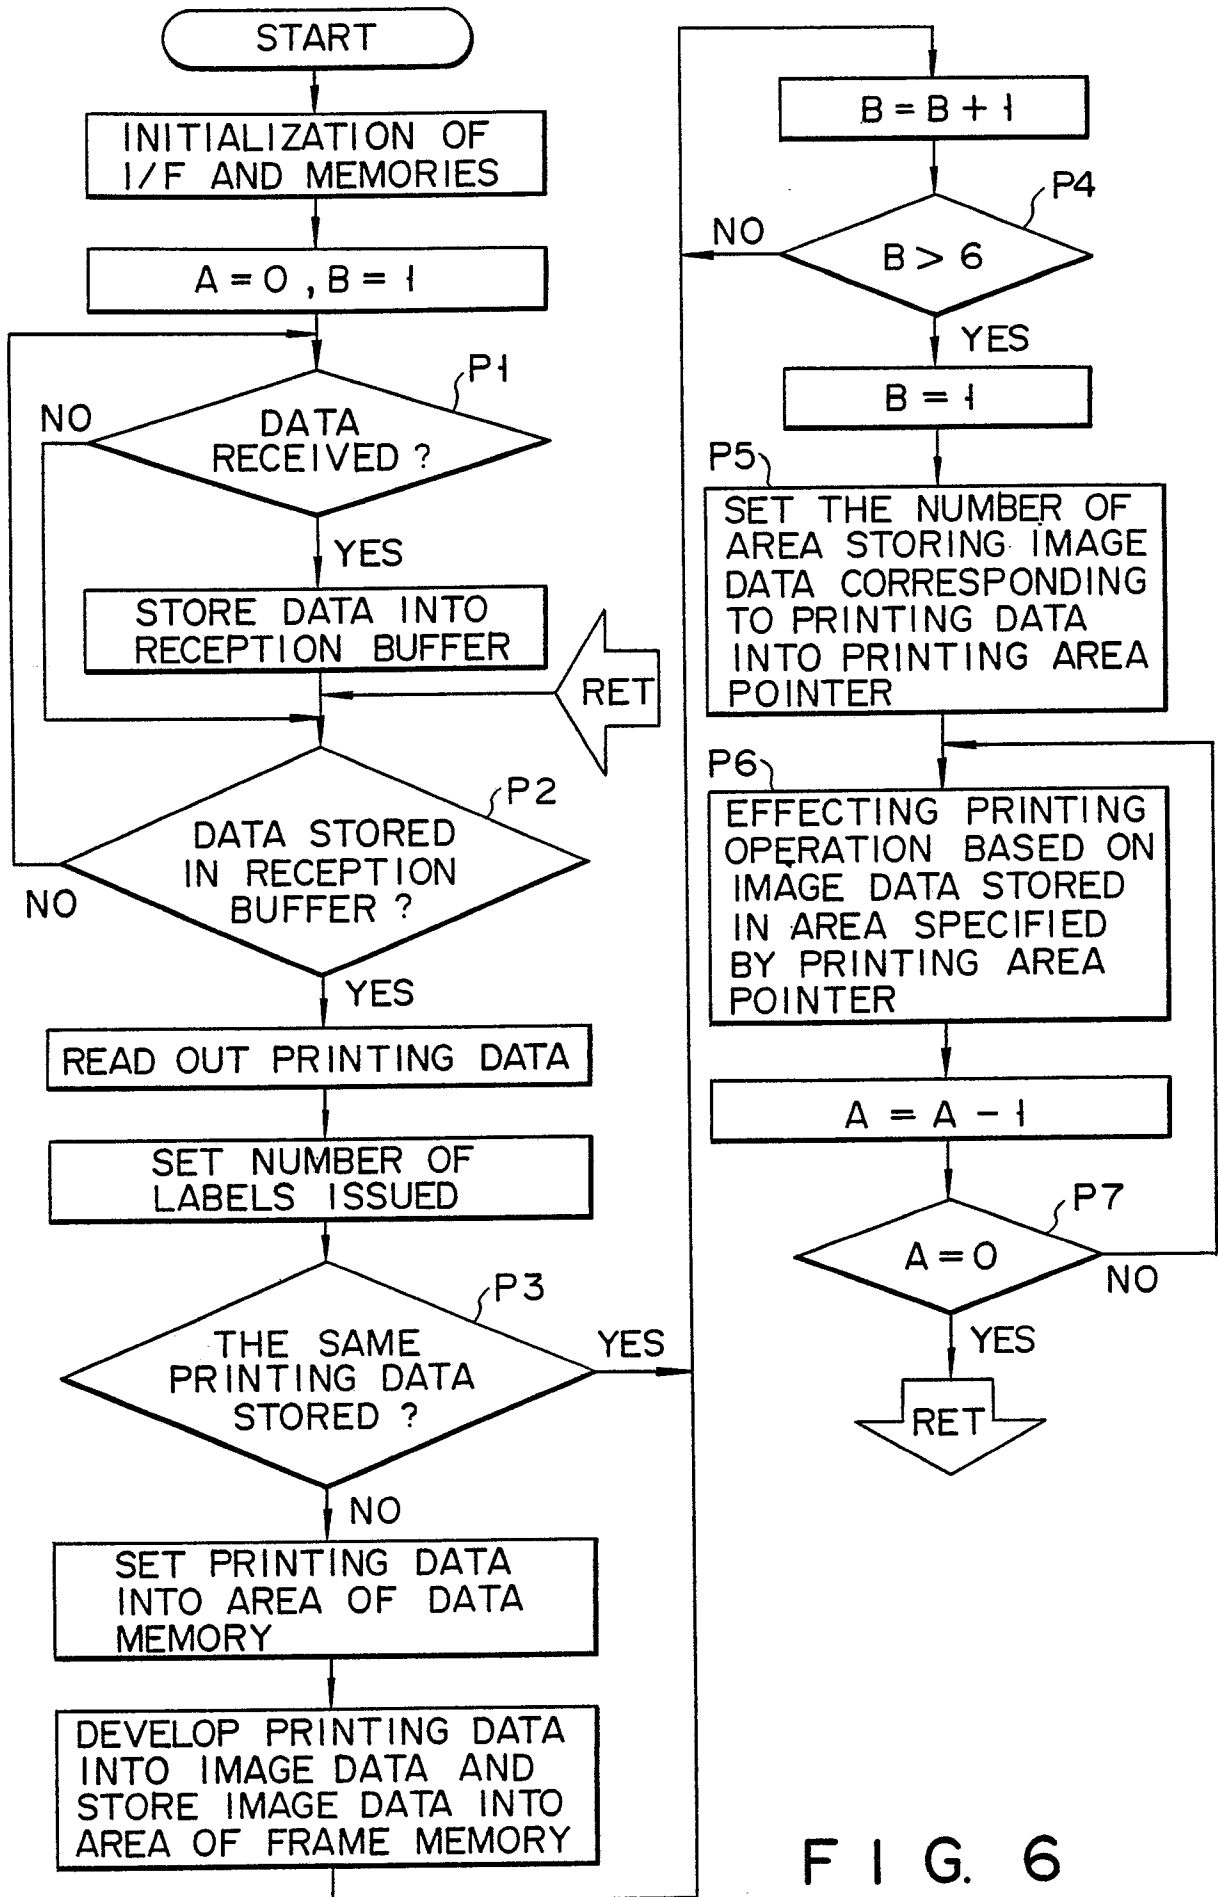 START
INITIALIZATION OF
I/F AND MEMORIES
A = 0 , B = 1
P1
NO
DATA
RECEIVED ?
YES
STORE DATA INTO
RECEPTION BUFFER
RET
P2
DATA STORED
IN RECEPTION
BUFFER ?
NO
YES
READ OUT PRINTING DATA
SET NUMBER OF
LABELS ISSUED
P3
THE SAME
PRINTING DATA
STORED ?
YES
NO
SET PRINTING DATA
INTO AREA OF DATA
MEMORY
DEVELOP PRINTING DATA
INTO IMAGE DATA AND
STORE IMAGE DATA INTO
AREA OF FRAME MEMORY
B = B + 1
P4
NO
B > 6
YES
B = 1
P5
SET THE NUMBER OF
AREA STORING IMAGE
DATA CORRESPONDING
TO PRINTING DATA
INTO PRINTING AREA
POINTER
P6
EFFECTING PRINTING
OPERATION BASED ON
IMAGE DATA STORED
IN AREA SPECIFIED
BY PRINTING AREA
POINTER
A = A - 1
P7
A = 0
NO
YES
RET
FIG. 6